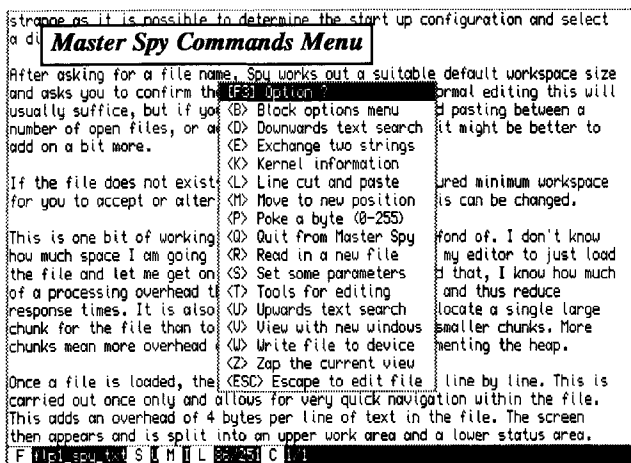 strange as it is possible to determine the start up configuration and select
a di
Master Spy Commands Menu
After asking for a file name, Spy works out a suitable default workspace size
and asks you to confirm th ormal editing this will
usually suffice, but if you d pasting between a
number of open files, or a it might be better to
add on a bit more.
If the file does not exist ured minimum workspace
for you to accept or alter is can be changed.
This is one bit of working fond of. I don't know
how much space I am going my editor to just load
the file and let me get on d that, I know how much
of a processing overhead t and thus reduce
response times. It is also locate a single large
chunk for the file than to smaller chunks. More
chunks mean more overhead menting the heap.
Once a file is loaded, the line by line. This is
carried out once only and allows for very quick navigation within the file.
This adds an overhead of 4 bytes per line of text in the file. The screen
then appears and is split into an upper work area and a lower status area.
[F3] Option ?
<B> Block options menu
<D> Downwards text search
<E> Exchange two strings
<K> Kernel information
<L> Line cut and paste
<M> Move to new position
<P> Poke a byte (0-255)
<Q> Quit from Master Spy
<R> Read in a new file
<S> Set some parameters
<T> Tools for editing
<U> Upwards text search
<V> View with new windows
<W> Write file to device
<Z> Zap the current view
<ESC> Escape to edit file
F flp1_spy_txt S M L C 1/1